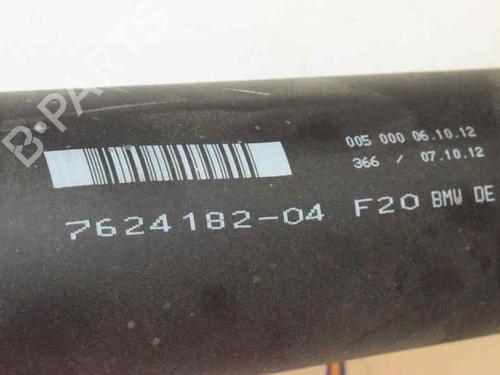 B-PARTS
005 000 06.10.12
366 / 07.10.12
7624182-04 F20 BMW DE